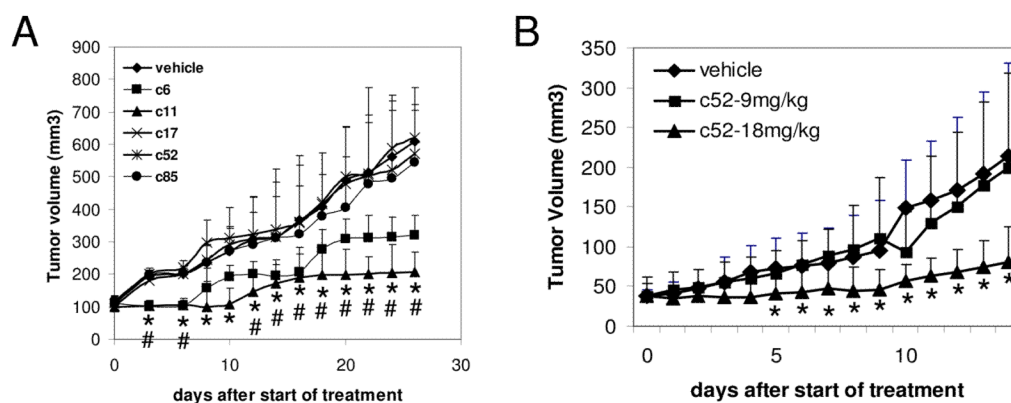 A
Tumor volume (mm3)
900
800
700
600
500
400
300
200
100
0
vehicle
c6
c11
c17
c52
c85
* * * * * * * * * * * *
# # # # # # # # # #
0 10 20 30
days after start of treatment
B
Tumor Volume (mm3)
350
300
250
200
150
100
50
0
vehicle
c52-9mg/kg
c52-18mg/kg
* * * * * * * * * *
0 5 10
days after start of treatment